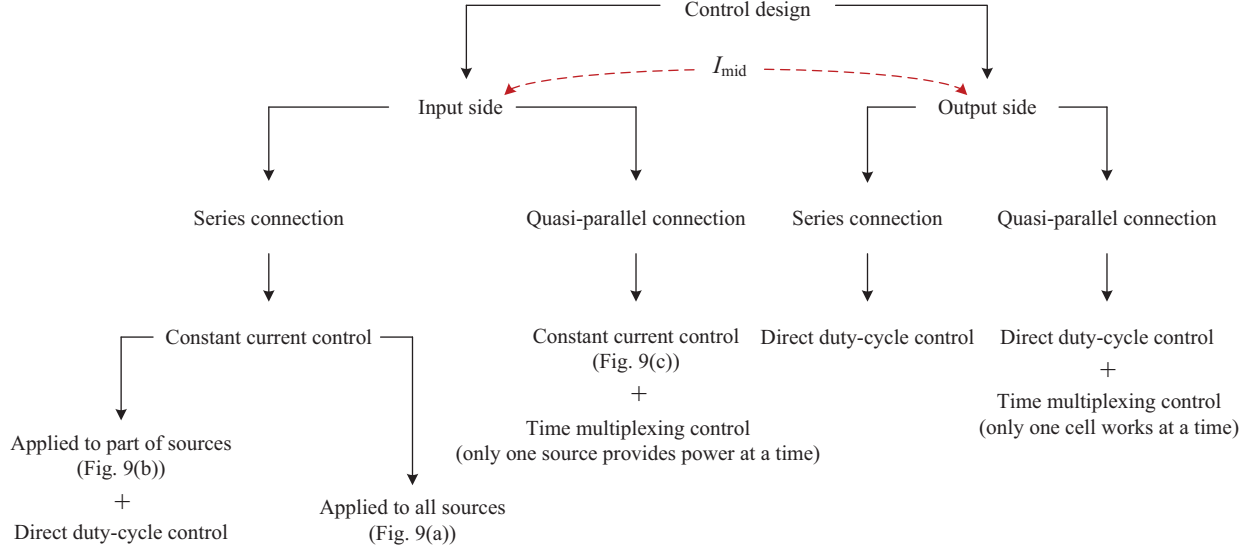 Control design
I_mid
Input side
Output side
Series connection
Quasi-parallel connection
Series connection
Quasi-parallel connection
Constant current control
Constant current control
(Fig. 9(c))
+
Time multiplexing control
(only one source provides power at a time)
Direct duty-cycle control
Direct duty-cycle control
+
Time multiplexing control
(only one cell works at a time)
Applied to part of sources
(Fig. 9(b))
+
Direct duty-cycle control
Applied to all sources
(Fig. 9(a))